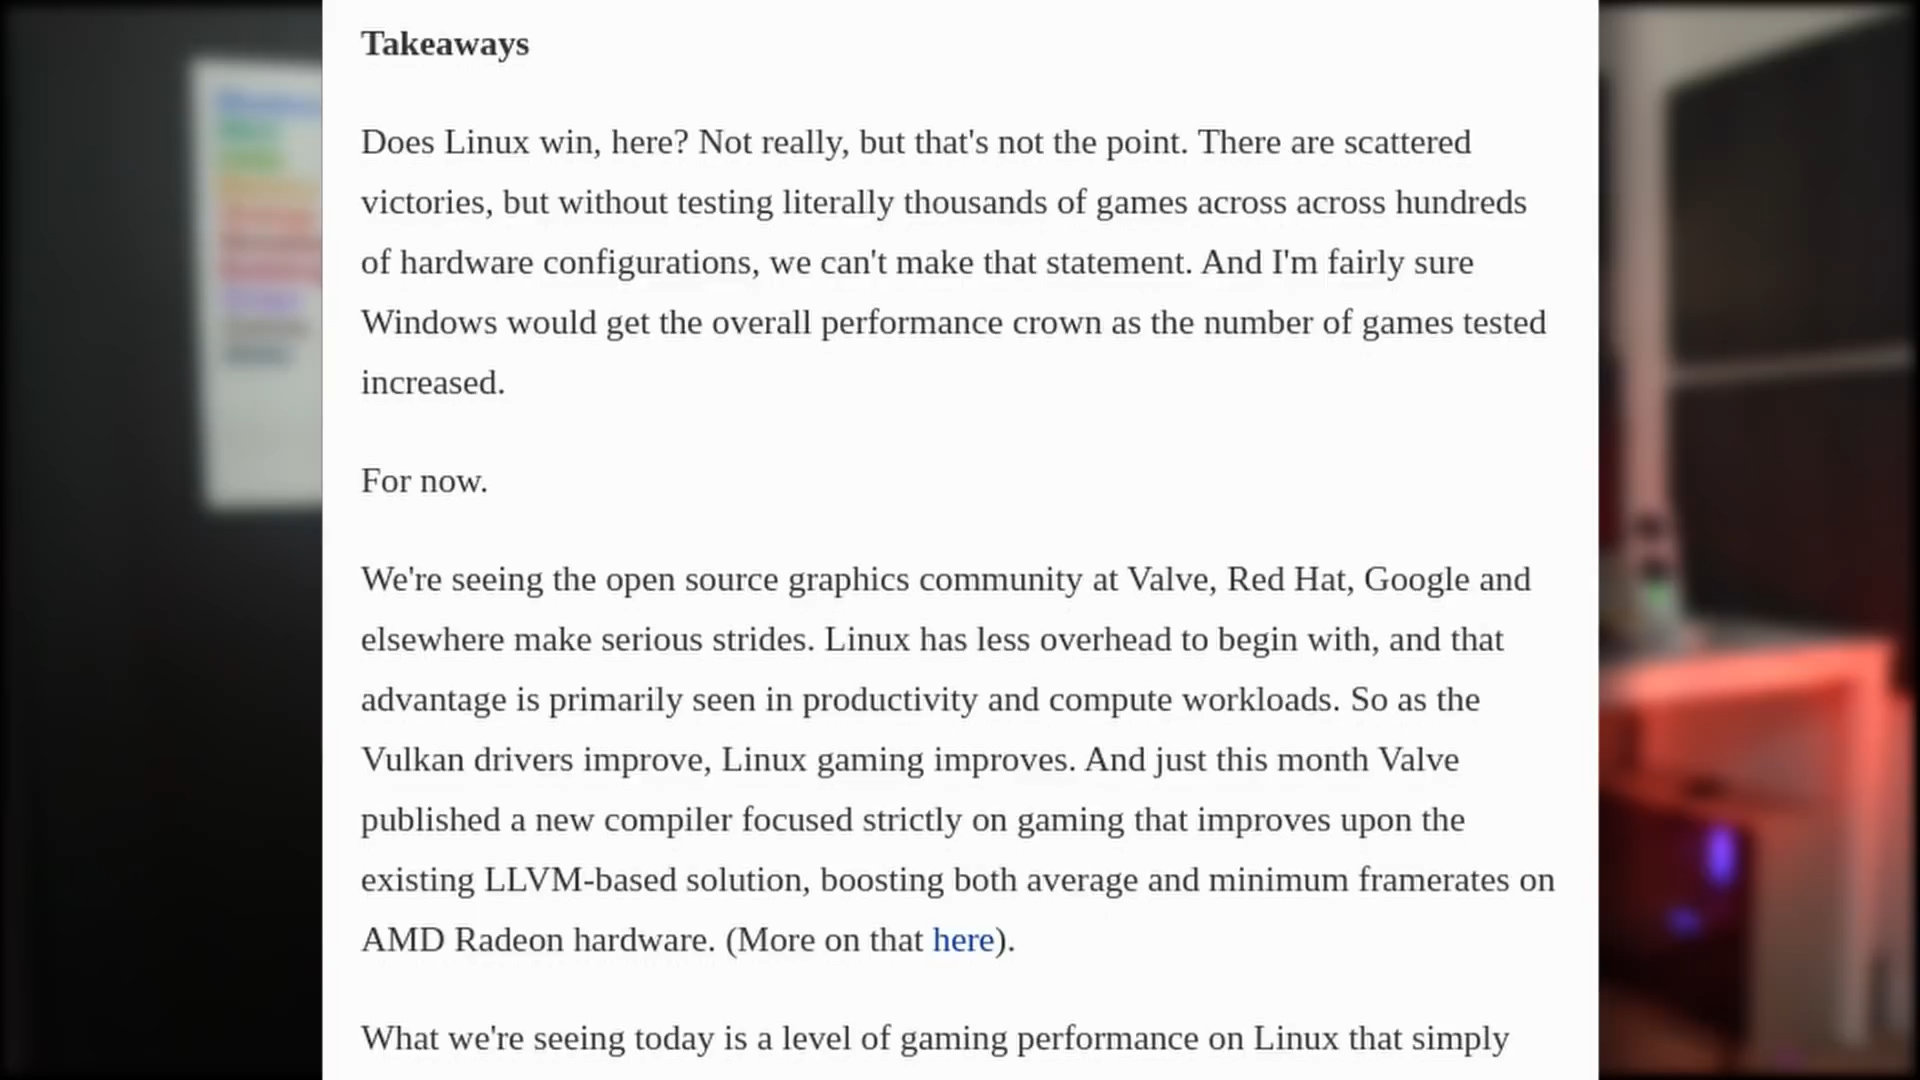 Takeaways
Does Linux win, here? Not really, but that's not the point. There are scattered
victories, but without testing literally thousands of games across across hundreds
of hardware configurations, we can't make that statement. And I'm fairly sure
Windows would get the overall performance crown as the number of games tested
increased.
For now.
We're seeing the open source graphics community at Valve, Red Hat, Google and
elsewhere make serious strides. Linux has less overhead to begin with, and that
advantage is primarily seen in productivity and compute workloads. So as the
Vulkan drivers improve, Linux gaming improves. And just this month Valve
published a new compiler focused strictly on gaming that improves upon the
existing LLVM-based solution, boosting both average and minimum framerates on
AMD Radeon hardware. (More on that here).
What we're seeing today is a level of gaming performance on Linux that simply